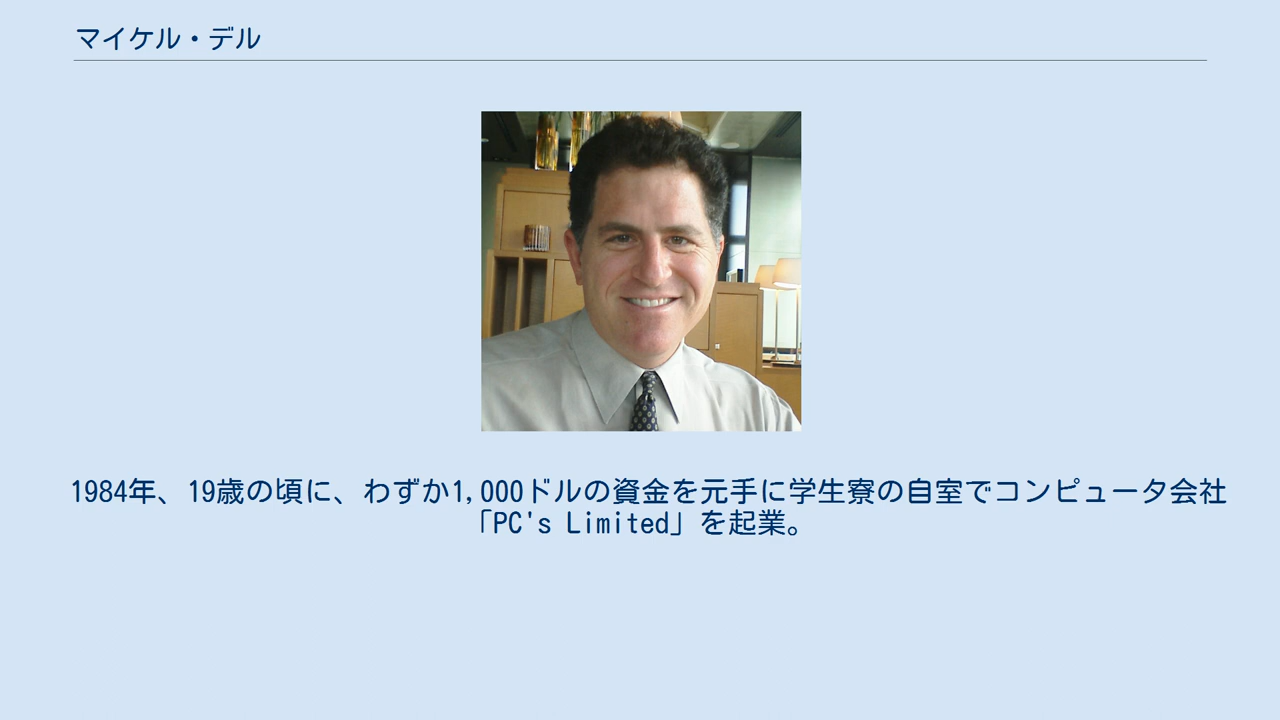 マイケル・デル
1984年、19歳の頃に、わずか1,000ドルの資金を元手に学生寮の自室でコンピュータ会社
「PC's Limited」を起業。